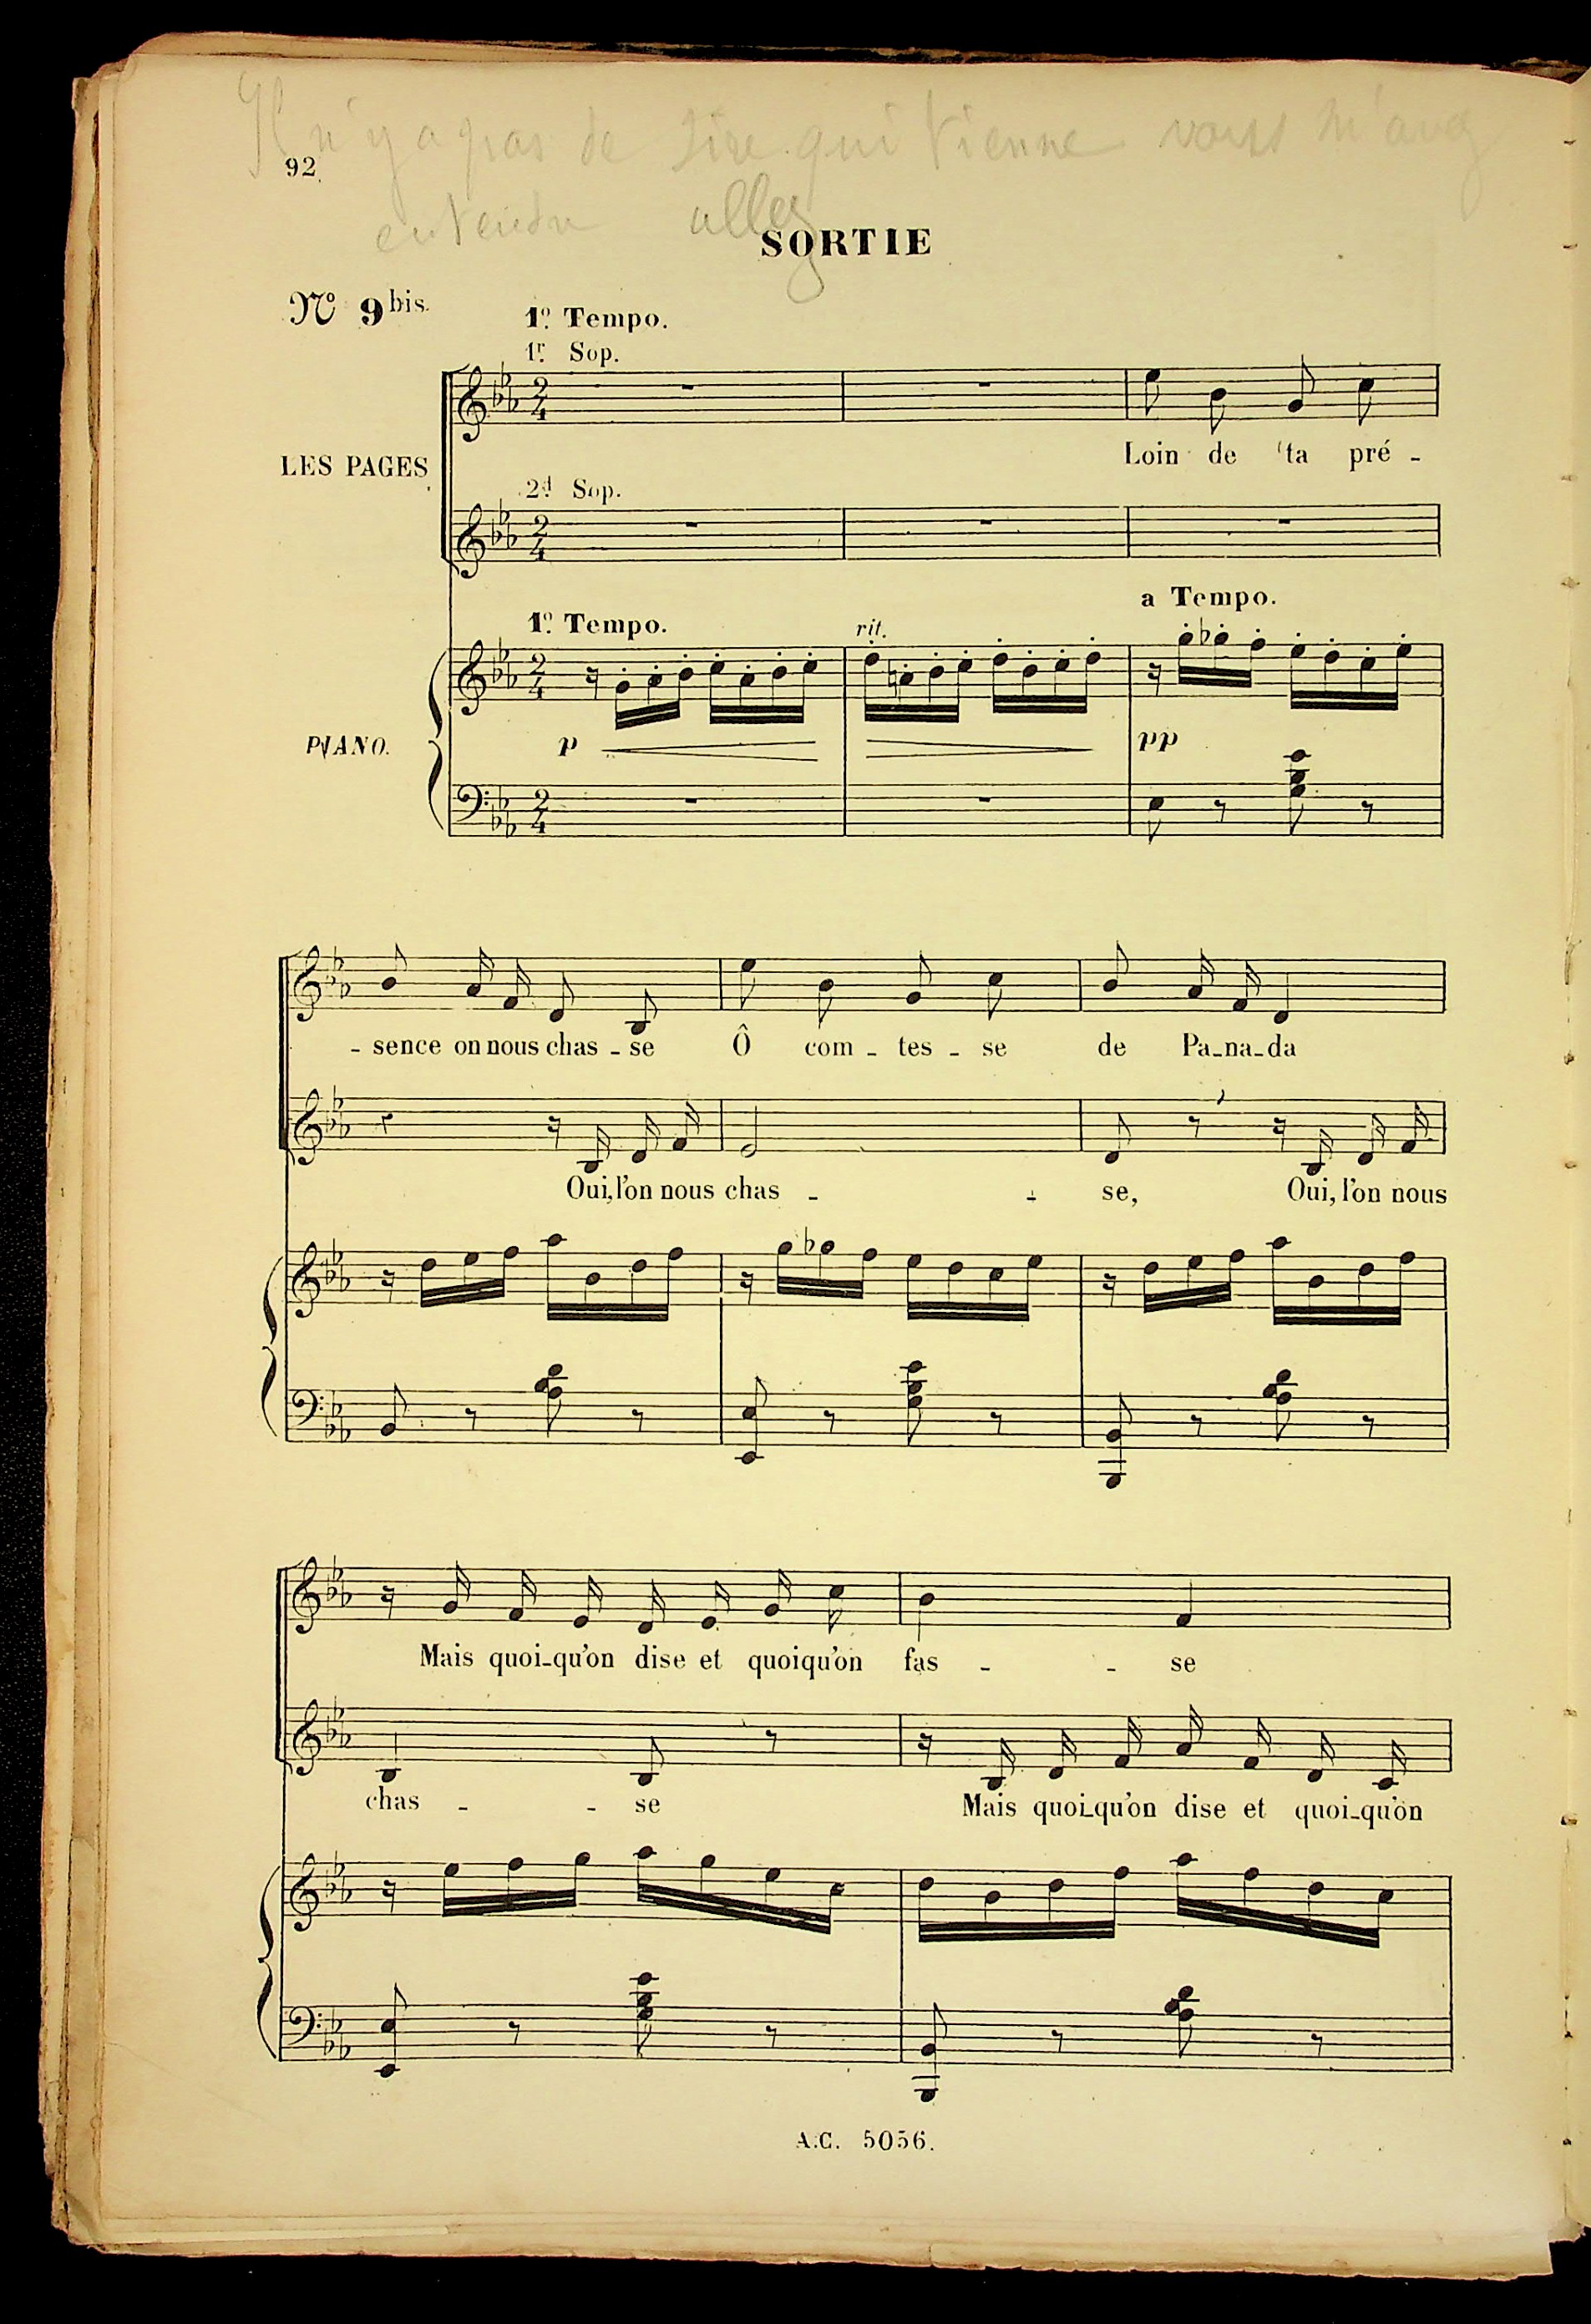 Il n'y a pas de sire qui tienne vous m'avez
92
entendu allez
SORTIE
No 9 bis.
1º Tempo.
1r Sop.
LES PAGES
Loin de ta pré -
2d Sop.
a Tempo.
1º Tempo.
rit.
PIANO.
p
pp
- sence on nous chas - se Ô com - tes - se de Pa - na - da
Oui, l'on nous chas - - se, Oui, l'on nous
Mais quoi - qu'on dise et quoiqu'on fas - - se
chas - - se Mais quoi - qu'on dise et quoi - qu'on
A.C. 5056.